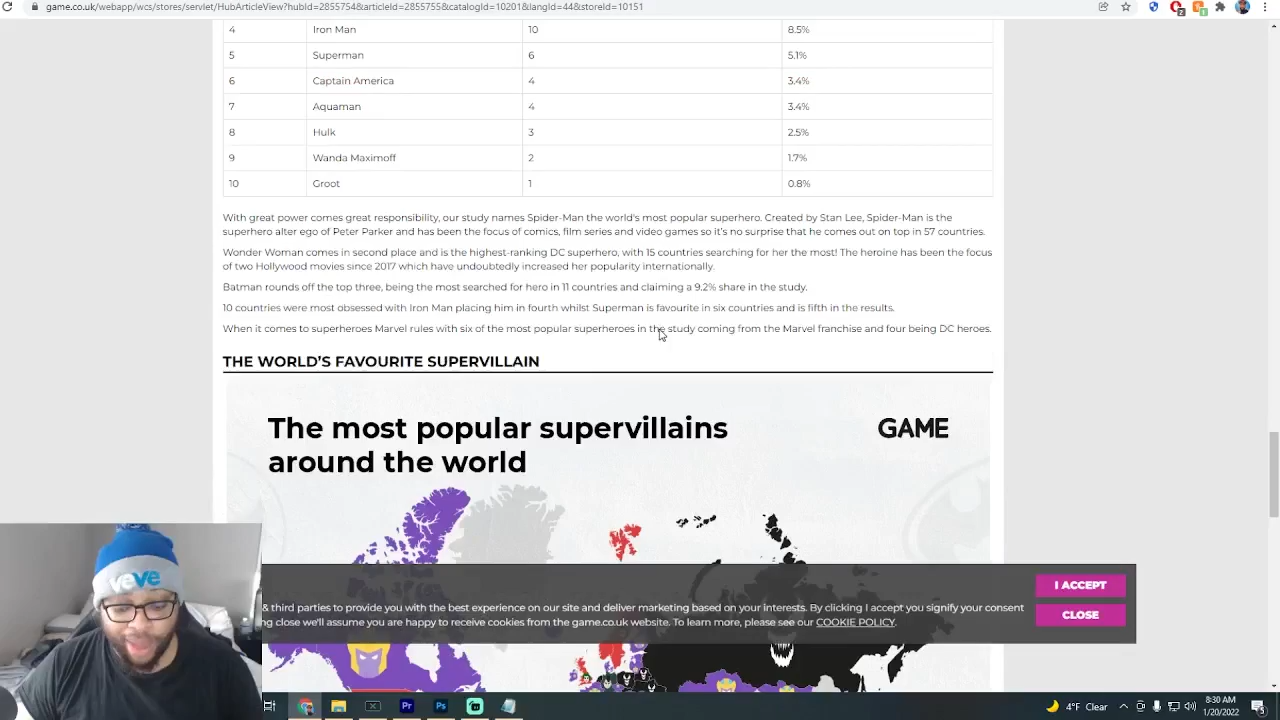 game.co.uk/webapp/wcs/stores/servlet/HubArticleView?hubId=2855754&articleId=2855755&catalogId=10201&langId=44&storeId=10151
4 Iron Man 10 8.5%
5 Superman 6 5.1%
6 Captain America 4 3.4%
7 Aquaman 4 3.4%
8 Hulk 3 2.5%
9 Wanda Maximoff 2 1.7%
10 Groot 1 0.8%
With great power comes great responsibility, our study names Spider-Man the world's most popular superhero. Created by Stan Lee, Spider-Man is the
superhero alter ego of Peter Parker and has been the focus of comics, film series and video games so it's no surprise that he comes out on top in 57 countries.
Wonder Woman comes in second place and is the highest-ranking DC superhero, with 15 countries searching for her the most! The heroine has been the focus
of two Hollywood movies since 2017 which have undoubtedly increased her popularity internationally.
Batman rounds off the top three, being the most searched for hero in 11 countries and claiming a 9.2% share in the study.
10 countries were most obsessed with Iron Man placing him in fourth whilst Superman is favourite in six countries and is fifth in the results.
When it comes to superheroes Marvel rules with six of the most popular superheroes in the study coming from the Marvel franchise and four being DC heroes.
THE WORLD'S FAVOURITE SUPERVILLAIN
The most popular supervillains
around the world
GAME
I ACCEPT
& third parties to provide you with the best experience on our site and deliver marketing based on your interests. By clicking I accept you signify your consent
ng close we'll assume you are happy to receive cookies from the game.co.uk website. To learn more, please see our COOKIE POLICY.
CLOSE
veve
Pr
Ps
4°F Clear
8:30 AM
1/20/2022